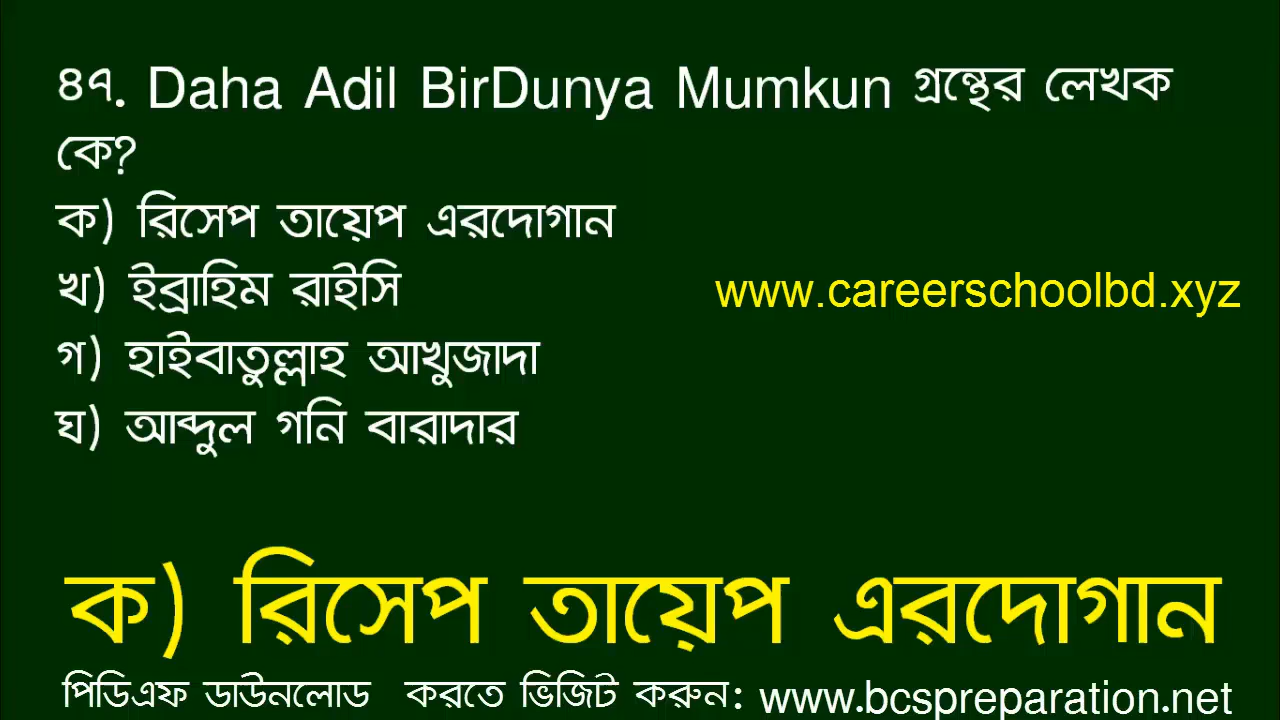 ৪৭. Daha Adil BirDunya Mumkun গ্রন্থের লেখক
কে?
ক) রিসেপ তায়েপ এরদোগান
খ) ইব্রাহিম রাইসি
www.careerschoolbd.xyz
গ) হাইবাতুল্লাহ আখুজাদা
ঘ) আব্দুল গনি বারাদার
ক) রিসেপ তায়েপ এরদোগান
পিডিএফ ডাউনলোড করতে ভিজিট করুন: www.bcspreparation.net